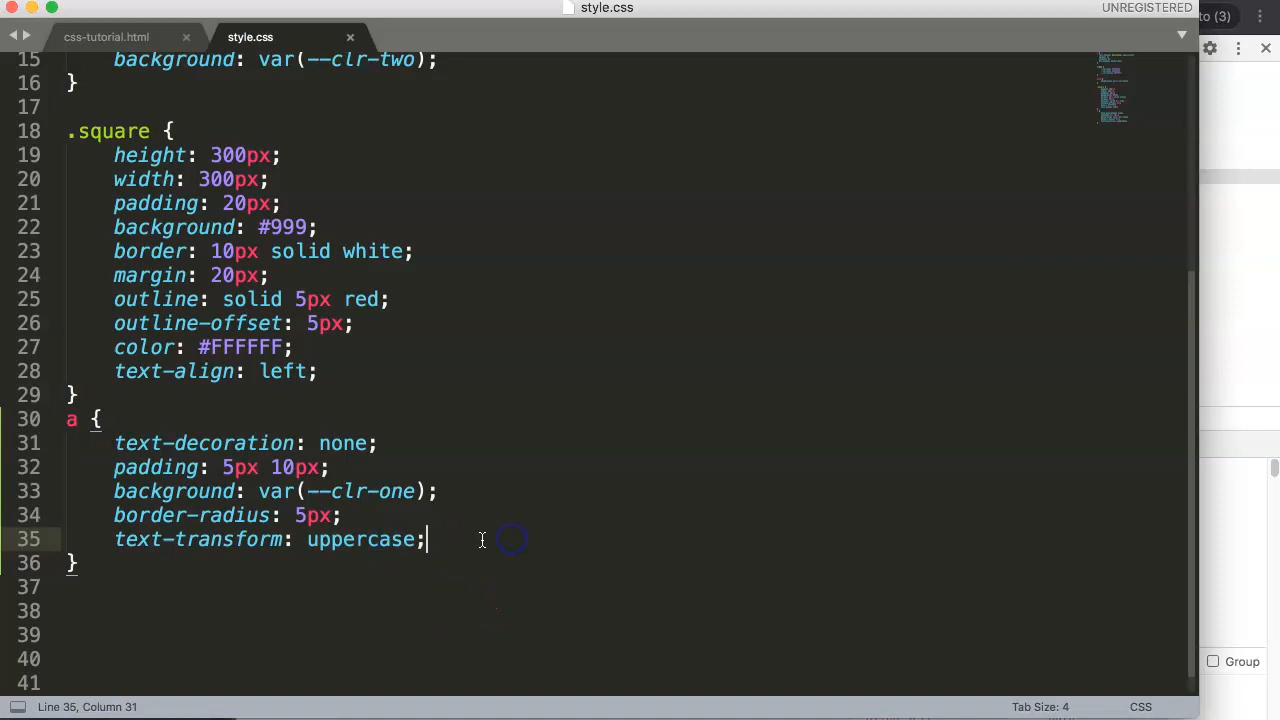 style.css
UNREGISTERED
to (3)
css-tutorial.html
style.css
15 background: var(--clr-two);
16 }
17
18 .square {
19 height: 300px;
20 width: 300px;
21 padding: 20px;
22 background: #999;
23 border: 10px solid white;
24 margin: 20px;
25 outline: solid 5px red;
26 outline-offset: 5px;
27 color: #FFFFFF;
28 text-align: left;
29 }
30 a {
31 text-decoration: none;
32 padding: 5px 10px;
33 background: var(--clr-one);
34 border-radius: 5px;
35 text-transform: uppercase;
36 }
37
38
39
40
41
Group
Line 35, Column 31
Tab Size: 4
CSS